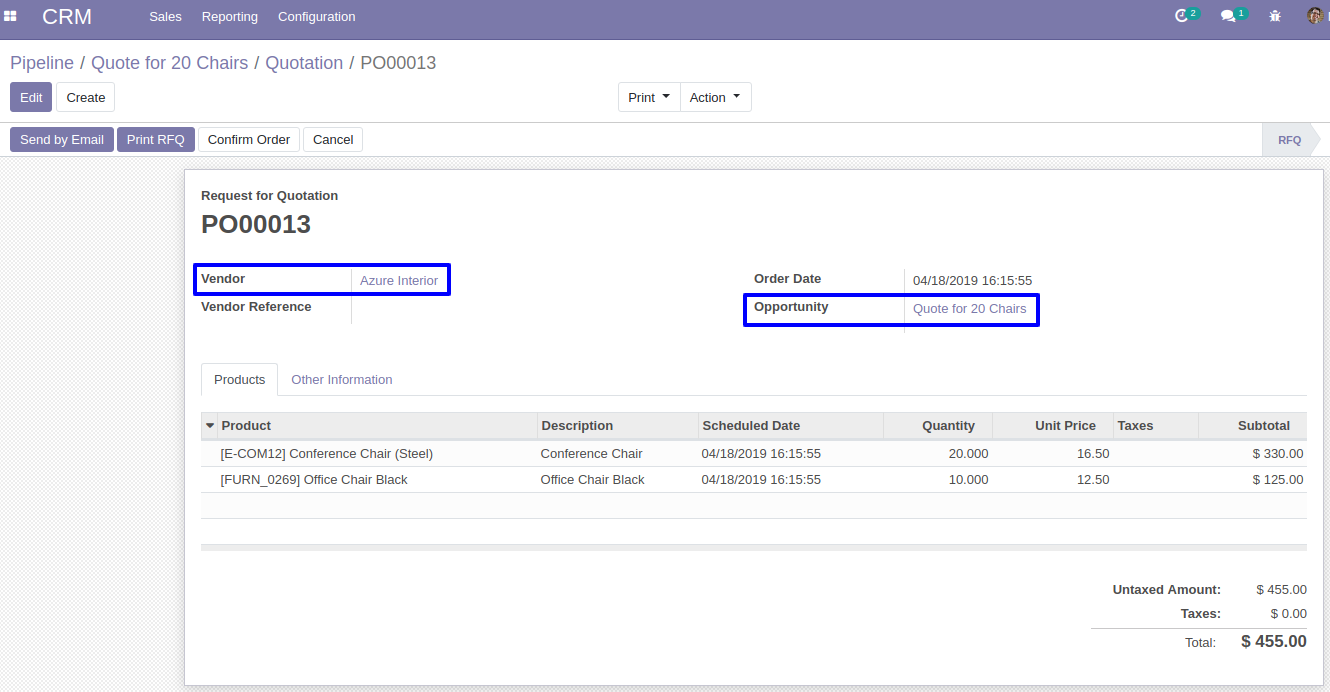 CRM Sales Reporting Configuration 2 1
Pipeline / Quote for 20 Chairs / Quotation / PO00013
Edit Create Print Action
Send by Email Print RFQ Confirm Order Cancel RFQ
Request for Quotation
PO00013
Vendor Azure Interior Order Date 04/18/2019 16:15:55
Vendor Reference Opportunity Quote for 20 Chairs
Products Other Information
Product Description Scheduled Date Quantity Unit Price Taxes Subtotal
[E-COM12] Conference Chair (Steel) Conference Chair 04/18/2019 16:15:55 20.000 16.50 $ 330.00
[FURN_0269] Office Chair Black Office Chair Black 04/18/2019 16:15:55 10.000 12.50 $ 125.00
Untaxed Amount: $ 455.00
Taxes: $ 0.00
Total: $ 455.00